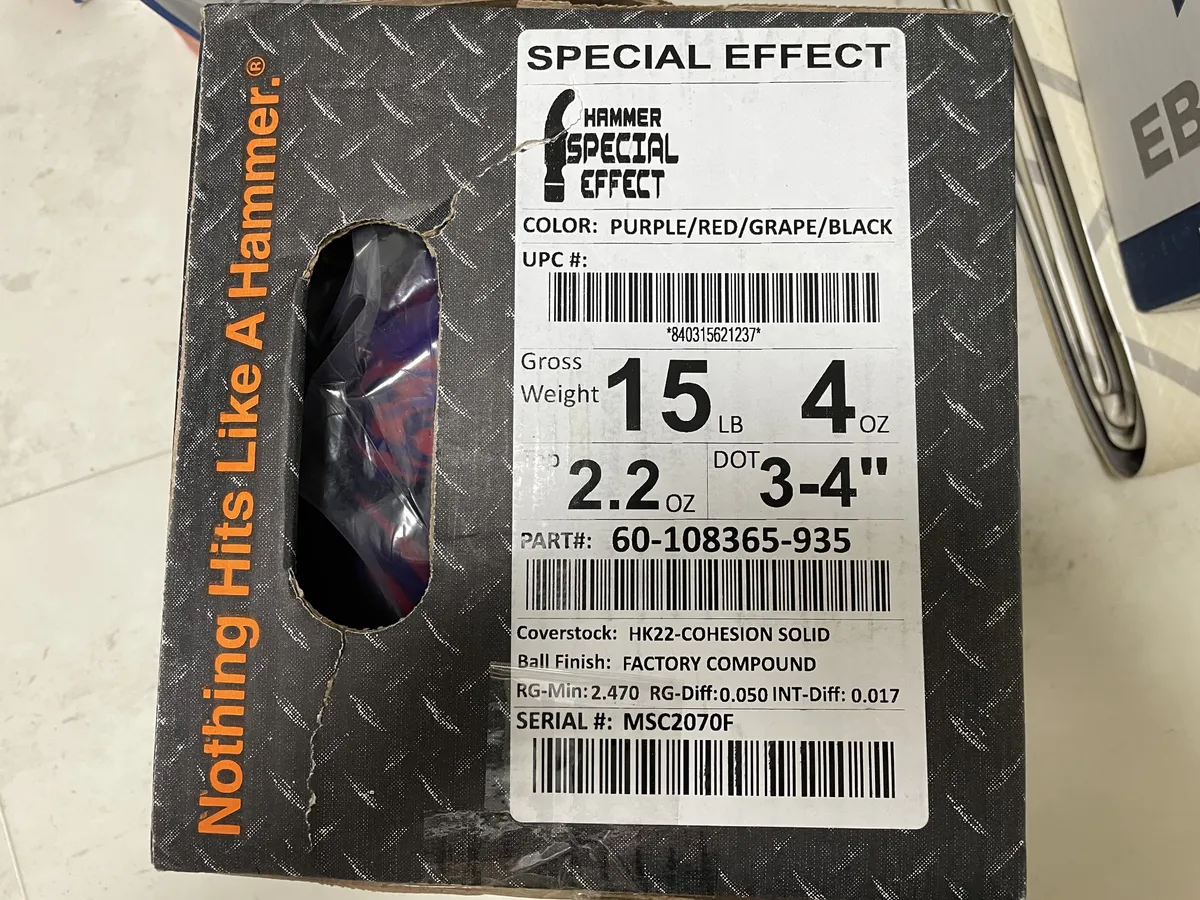 Nothing Hits Like A Hammer.®
SPECIAL EFFECT
HAMMER
SPECIAL
EFFECT
COLOR: PURPLE/RED/GRAPE/BLACK
UPC #:
*840315621237*
Gross
Weight 15 LB 4 OZ
2.2 OZ DOT 3-4"
PART#: 60-108365-935
Coverstock: HK22-COHESION SOLID
Ball Finish: FACTORY COMPOUND
RG-Min: 2.470 RG-Diff: 0.050 INT-Diff: 0.017
SERIAL #: MSC2070F